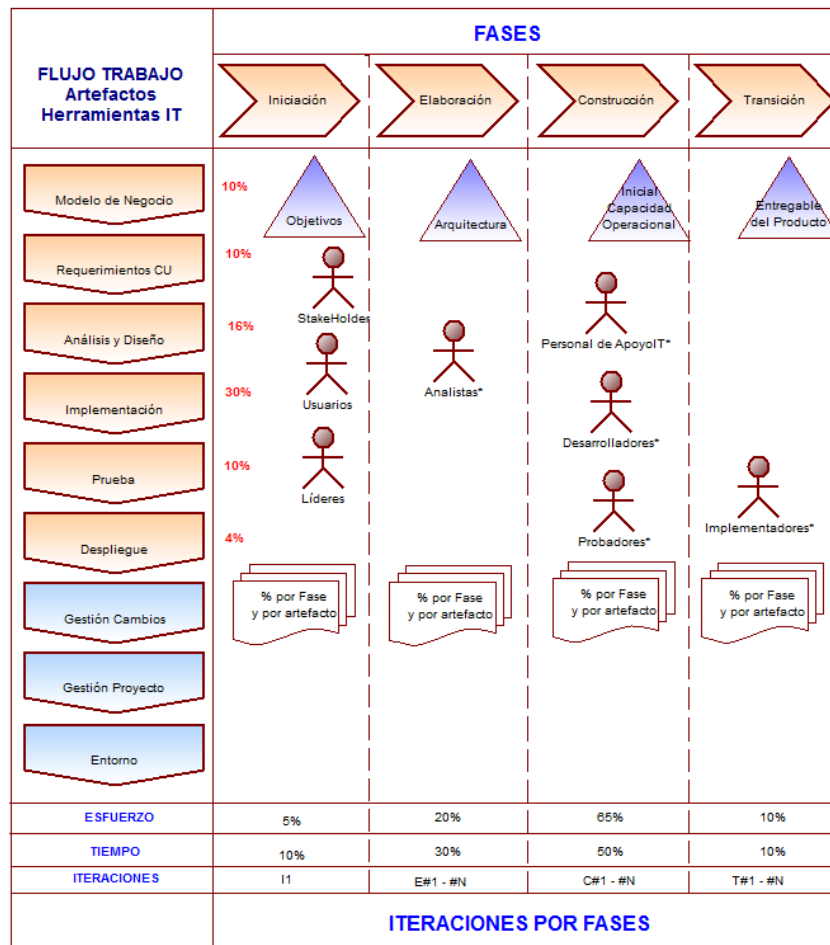 FASES
FLUJO TRABAJO
Artefactos
Herramientas IT
Iniciación
Elaboración
Construcción
Transición
Modelo de Negocio
10%
Objetivos
Arquitectura
Inicial
Capacidad
Operacional
Entregable
del Producto
Requerimientos CU
10%
StakeHolder
Personal de ApoyoIT*
Análisis y Diseño
16%
Usuarios
Analistas*
Implementación
30%
Desarrolladores*
Prueba
10%
Líderes
Probadores*
Implementadores*
Despliegue
4%
% por Fase
y por artefacto
% por Fase
y por artefacto
% por Fase
y por artefacto
% por Fase
y por artefacto
Gestión Cambios
Gestión Proyecto
Entorno
ESFUERZO 5% 20% 65% 10%
TIEMPO 10% 30% 50% 10%
ITERACIONES I1 E#1 - #N C#1 - #N T#1 - #N
ITERACIONES POR FASES